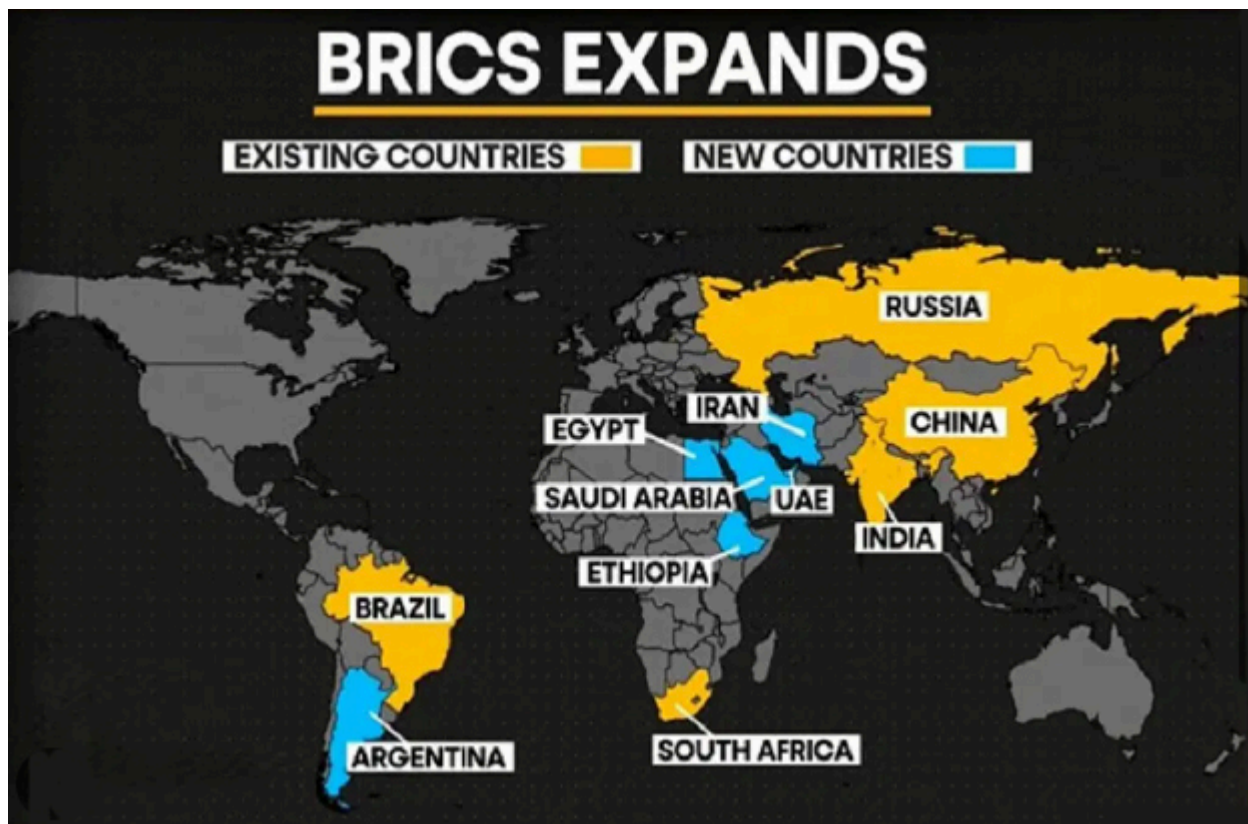 BRICS EXPANDS
EXISTING COUNTRIES
NEW COUNTRIES
RUSSIA
IRAN
CHINA
EGYPT
SAUDI ARABIA
UAE
INDIA
ETHIOPIA
BRAZIL
ARGENTINA
SOUTH AFRICA